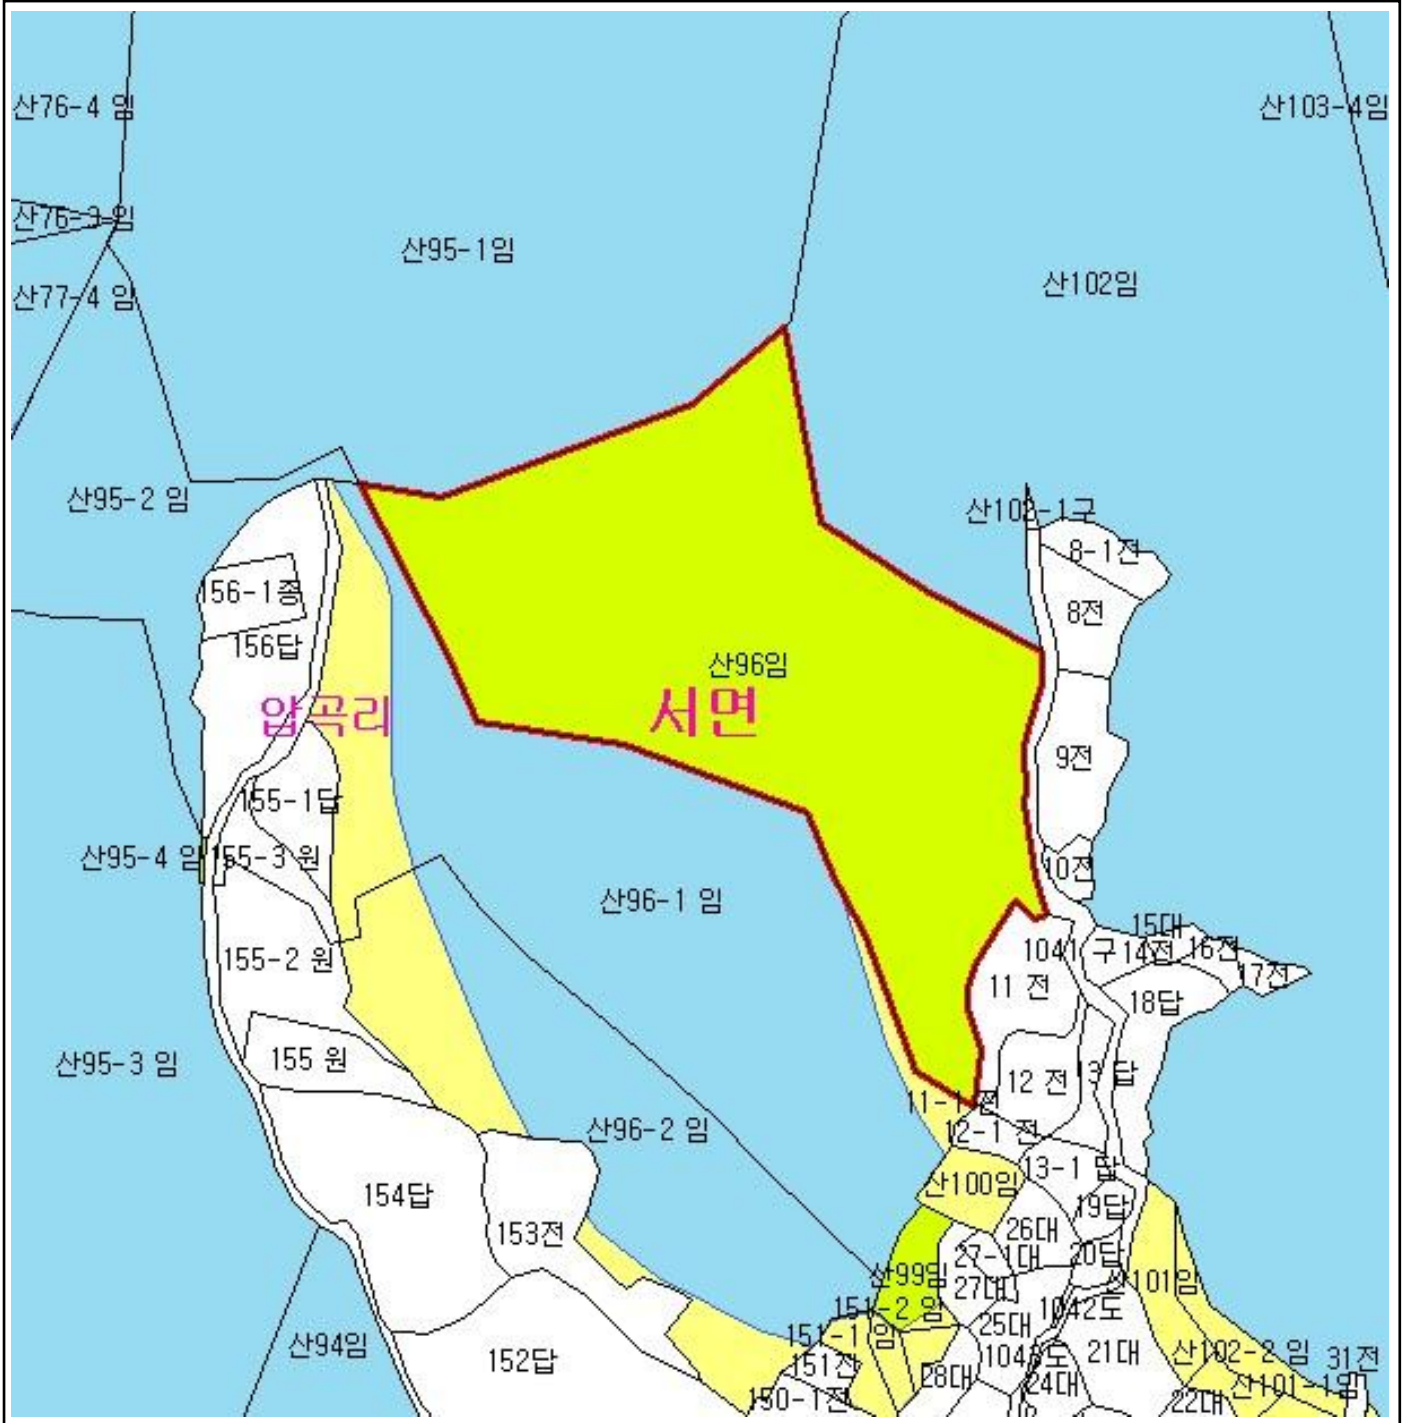 산76-4 임
산103-4임
산76-3 임
산95-1임
산102임
산77-4 임
산95-2 임
산103-1구
8-1전
156-1종
8전
156답
산96임
압곡리
서면
9전
155-1답
산95-4 임
155-3 원
10전
산96-1 임
15대
1041 구
14전
16전
17전
155-2 원
11 전
18답
산95-3 임
155 원
12 전
13 답
11-1 전
12-1 전
산96-2 임
13-1 답
산100임
154답
19답
153전
26대
27-1대
20답
산99임
27대
산101임
151-2 임
1042도
151-1 임
25대
산94임
152답
151전
1043도
21대
산102-2 임
31전
28대
24대
산101-1임
150-1전
22대